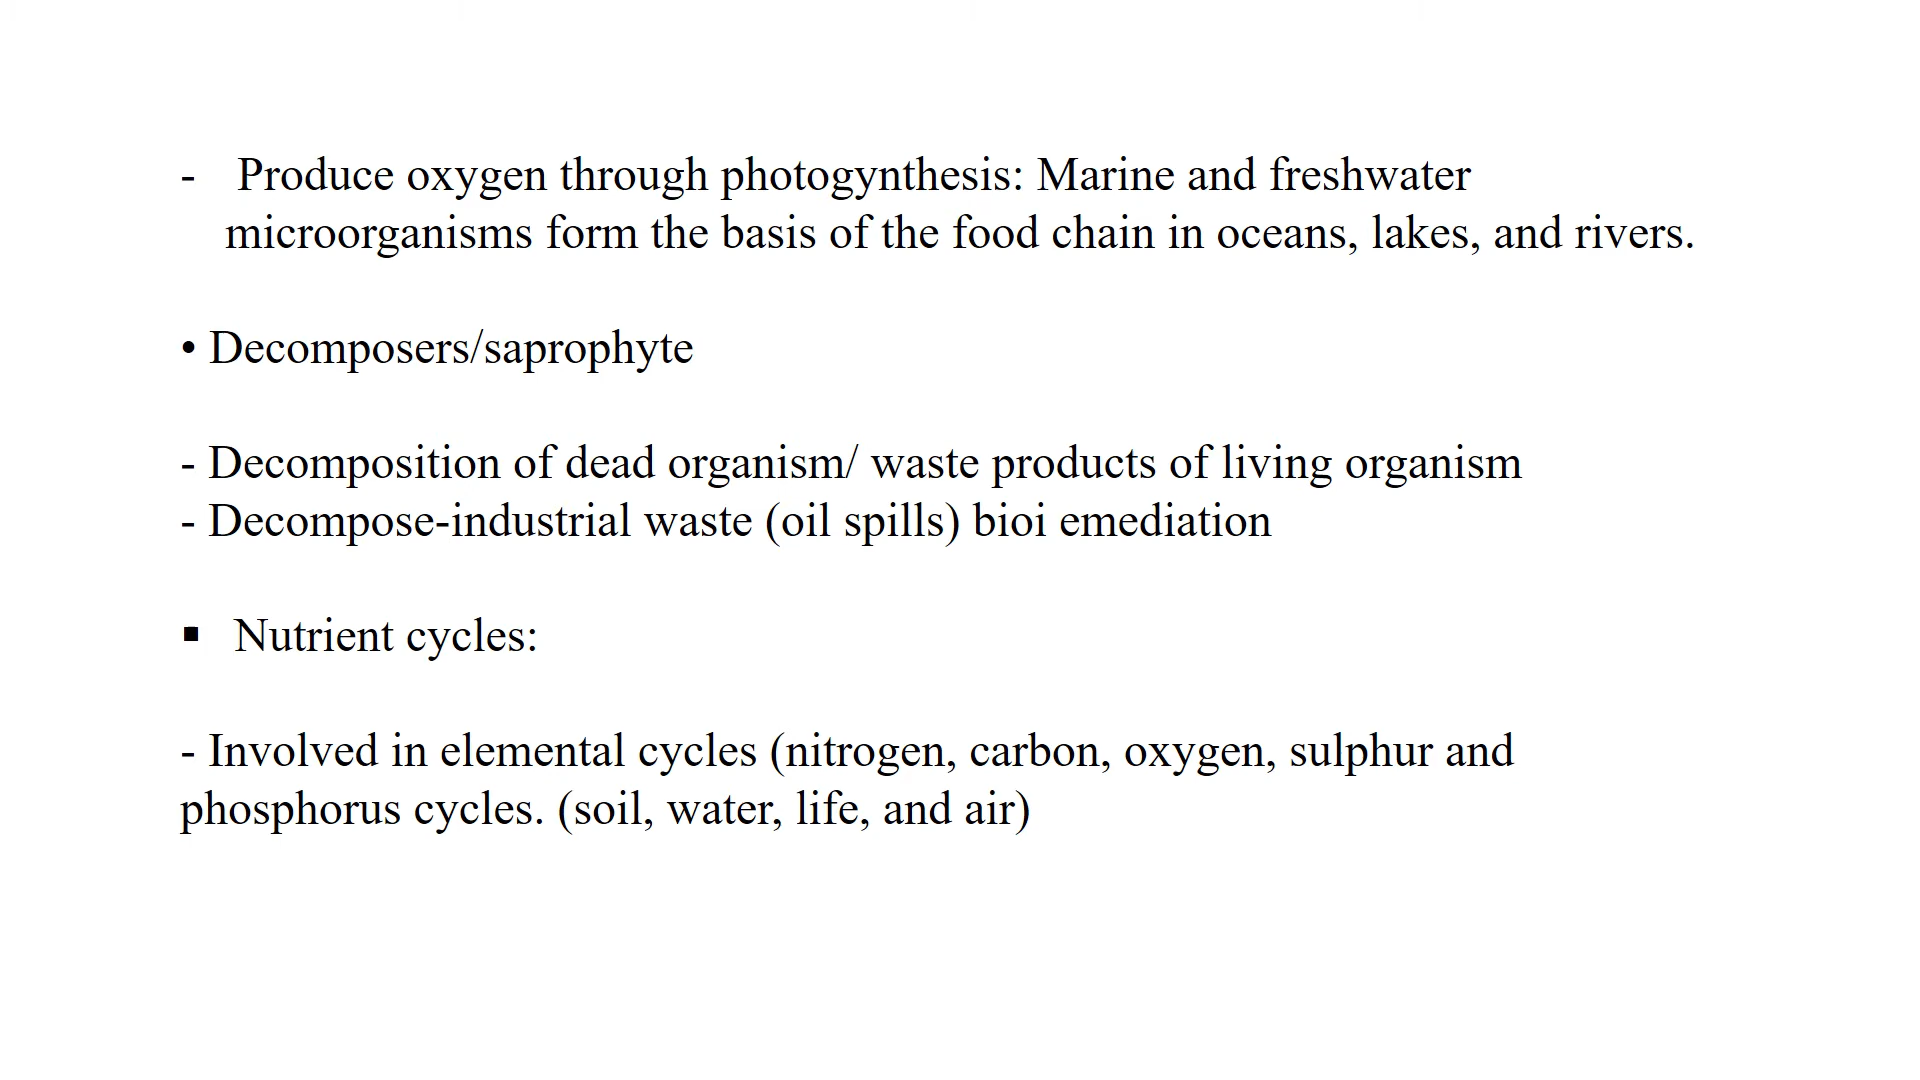 - Produce oxygen through photogynthesis: Marine and freshwater
microorganisms form the basis of the food chain in oceans, lakes, and rivers.
• Decomposers/saprophyte
- Decomposition of dead organism/ waste products of living organism
- Decompose-industrial waste (oil spills) bioi emediation
▪ Nutrient cycles:
- Involved in elemental cycles (nitrogen, carbon, oxygen, sulphur and
phosphorus cycles. (soil, water, life, and air)